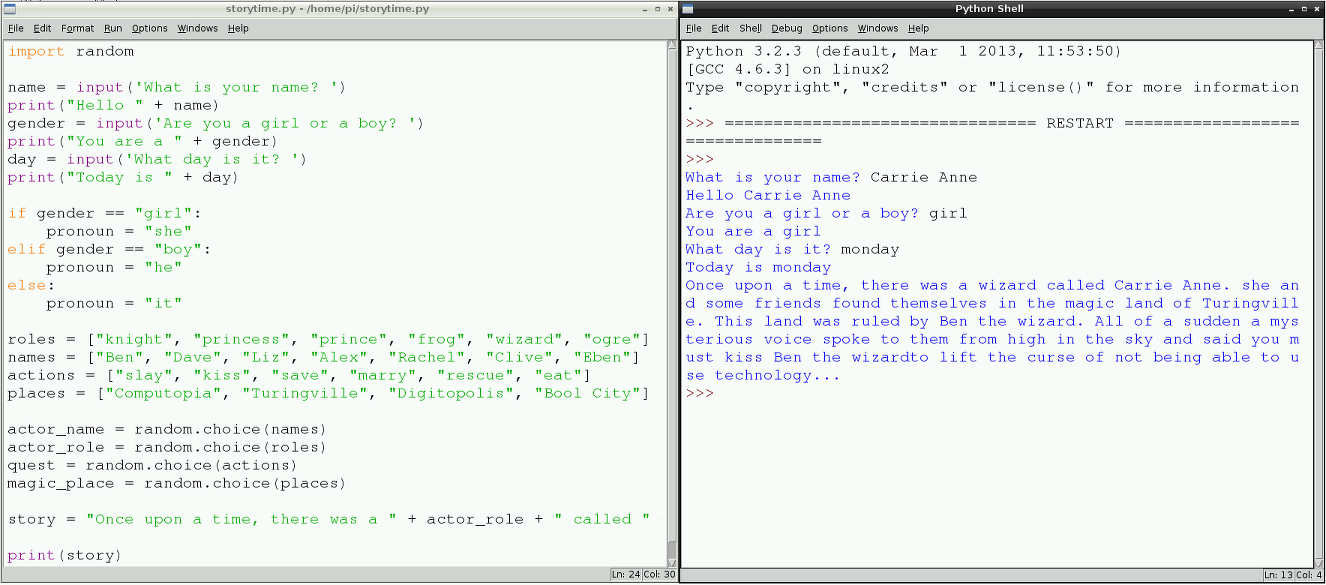 storytime.py - /home/pi/storytime.py
File Edit Format Run Options Windows Help
import random
name = input('What is your name? ')
print("Hello " + name)
gender = input('Are you a girl or a boy? ')
print("You are a " + gender)
day = input('What day is it? ')
print("Today is " + day)
if gender == "girl":
    pronoun = "she"
elif gender == "boy":
    pronoun = "he"
else:
    pronoun = "it"
roles = ["knight", "princess", "prince", "frog", "wizard", "ogre"]
names = ["Ben", "Dave", "Liz", "Alex", "Rachel", "Clive", "Eben"]
actions = ["slay", "kiss", "save", "marry", "rescue", "eat"]
places = ["Computopia", "Turingville", "Digitopolis", "Bool City"]
actor_name = random.choice(names)
actor_role = random.choice(roles)
quest = random.choice(actions)
magic_place = random.choice(places)
story = "Once upon a time, there was a " + actor_role + " called "
print(story)
Ln: 24 Col: 30
Python Shell
File Edit Shell Debug Options Windows Help
Python 3.2.3 (default, Mar  1 2013, 11:53:50)
[GCC 4.6.3] on linux2
Type "copyright", "credits" or "license()" for more information
.
>>> ================================ RESTART ==================
==============
>>>
What is your name? Carrie Anne
Hello Carrie Anne
Are you a girl or a boy? girl
You are a girl
What day is it? monday
Today is monday
Once upon a time, there was a wizard called Carrie Anne. she an
d some friends found themselves in the magic land of Turingvill
e. This land was ruled by Ben the wizard. All of a sudden a mys
terious voice spoke to them from high in the sky and said you m
ust kiss Ben the wizardto lift the curse of not being able to u
se technology...
>>>
Ln: 13 Col: 4